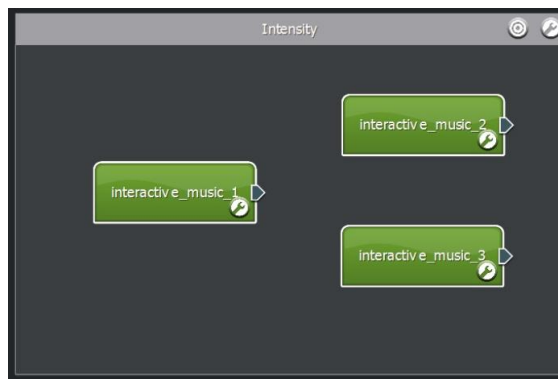 Intensity
interactive_music_2
interactive_music_1
interactive_music_3